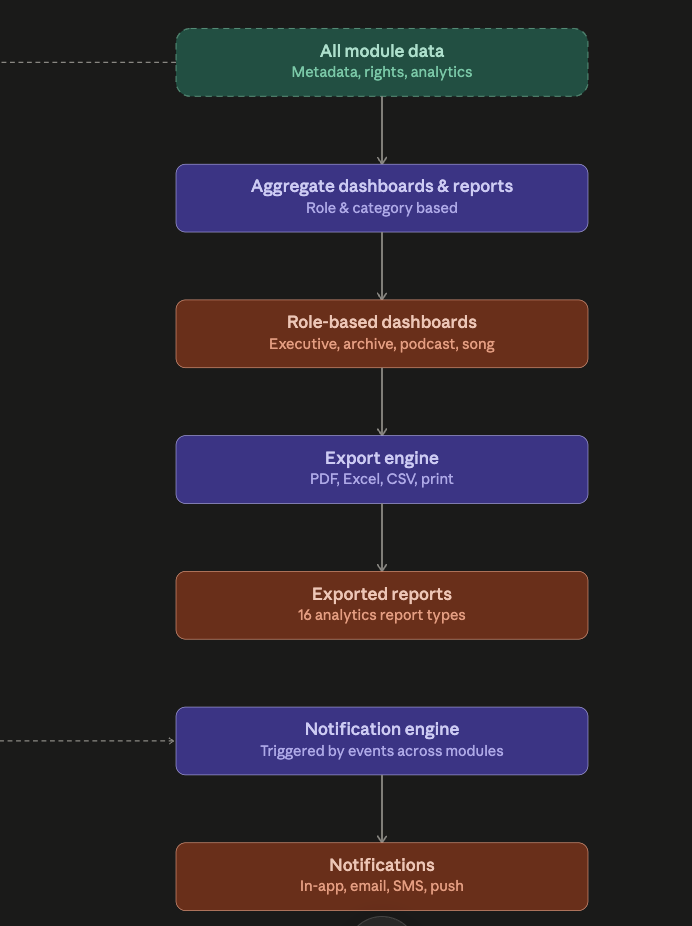 All module data
Metadata, rights, analytics
Aggregate dashboards & reports
Role & category based
Role-based dashboards
Executive, archive, podcast, song
Export engine
PDF, Excel, CSV, print
Exported reports
16 analytics report types
Notification engine
Triggered by events across modules
Notifications
In-app, email, SMS, push